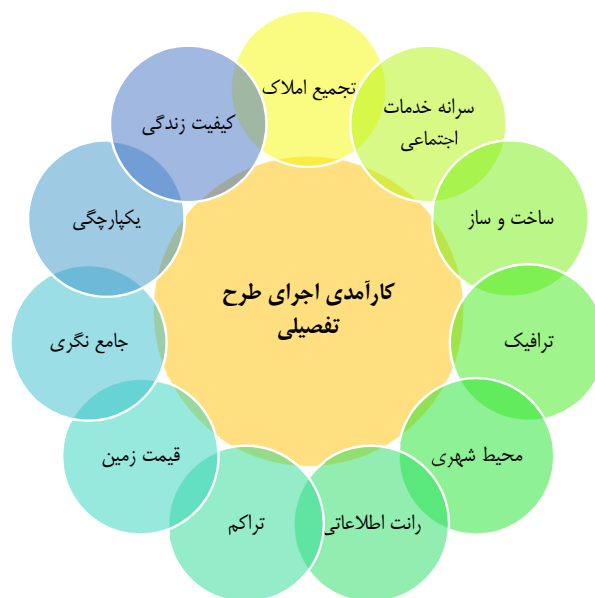 تجمیع املاک
سرانه خدمات
اجتماعی
ساخت و ساز
ترافیک
محیط شهری
رانت اطلاعاتی
تراکم
قیمت زمین
جامع نگری
یکپارچگی
کیفیت زندگی
کارآمدی اجرای طرح
تفصیلی